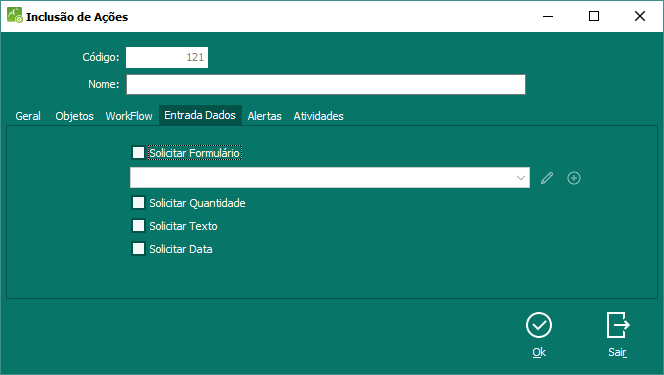 Inclusão de Ações
Código: 121
Nome:
Geral Objetos WorkFlow Entrada Dados Alertas Atividades
Solicitar Formulário
Solicitar Quantidade
Solicitar Texto
Solicitar Data
Ok Sair